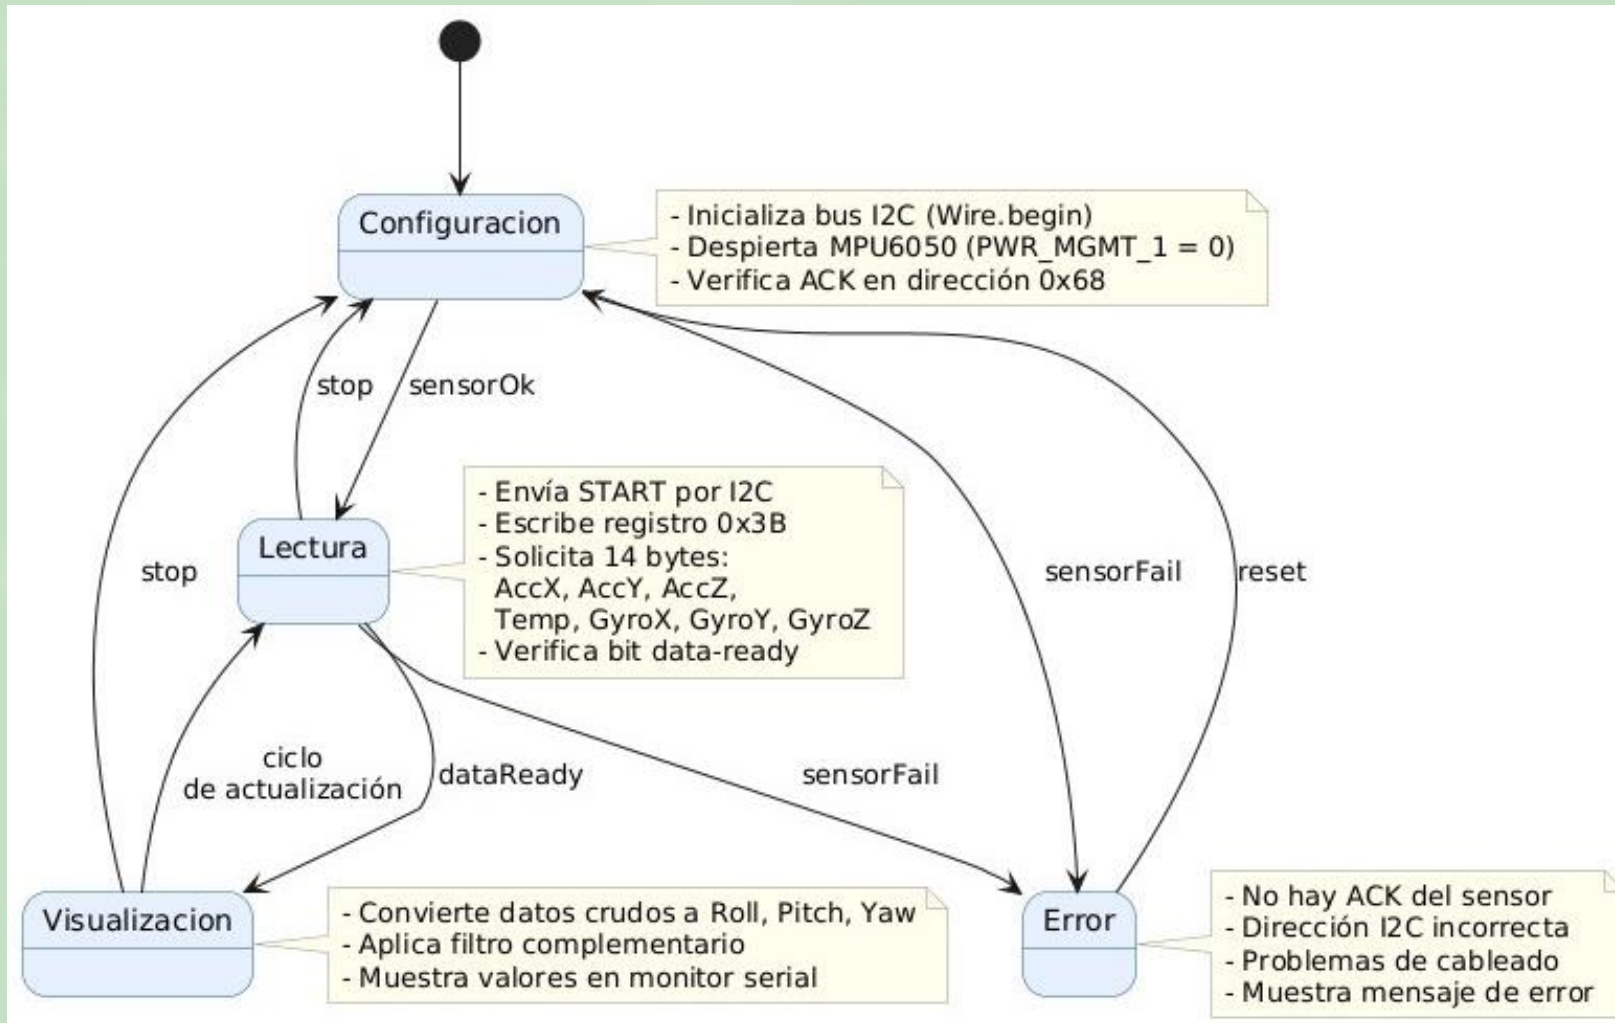 Configuracion
- Inicializa bus I2C (Wire.begin)
- Despierta MPU6050 (PWR_MGMT_1 = 0)
- Verifica ACK en dirección 0x68
stop
sensorOk
Lectura
- Envía START por I2C
- Escribe registro 0x3B
- Solicita 14 bytes:
AccX, AccY, AccZ,
Temp, GyroX, GyroY, GyroZ
- Verifica bit data-ready
stop
sensorFail
reset
ciclo
de actualización
dataReady
sensorFail
Visualizacion
- Convierte datos crudos a Roll, Pitch, Yaw
- Aplica filtro complementario
- Muestra valores en monitor serial
Error
- No hay ACK del sensor
- Dirección I2C incorrecta
- Problemas de cableado
- Muestra mensaje de error